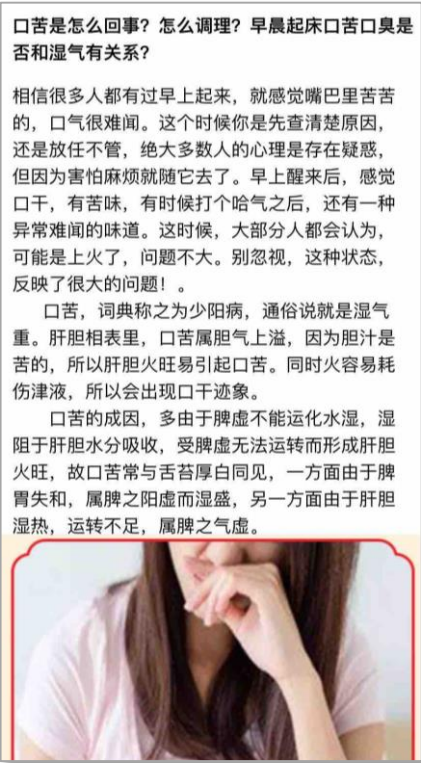 口苦是怎么回事？怎么调理？早晨起床口苦口臭是
否和湿气有关系？
相信很多人都有过早上起来，就感觉嘴巴里苦苦
的，口气很难闻。这个时候你是先查清楚原因，
还是放任不管，绝大多数人的心理是存在疑惑，
但因为害怕麻烦就随它去了。早上醒来后，感觉
口干，有苦味，有时候打个哈气之后，还有一种
异常难闻的味道。这时候，大部分人都会认为，
可能是上火了，问题不大。别忽视，这种状态，
反映了很大的问题！。
口苦，词典称之为少阳病，通俗说就是湿气
重。肝胆相表里，口苦属胆气上溢，因为胆汁是
苦的，所以肝胆火旺易引起口苦。同时火容易耗
伤津液，所以会出现口干迹象。
口苦的成因，多由于脾虚不能运化水湿，湿
阻于肝胆水分吸收，受脾虚无法运转而形成肝胆
火旺，故口苦常与舌苔厚白同见，一方面由于脾
胃失和，属脾之阳虚而湿盛，另一方面由于肝胆
湿热，运转不足，属脾之气虚。